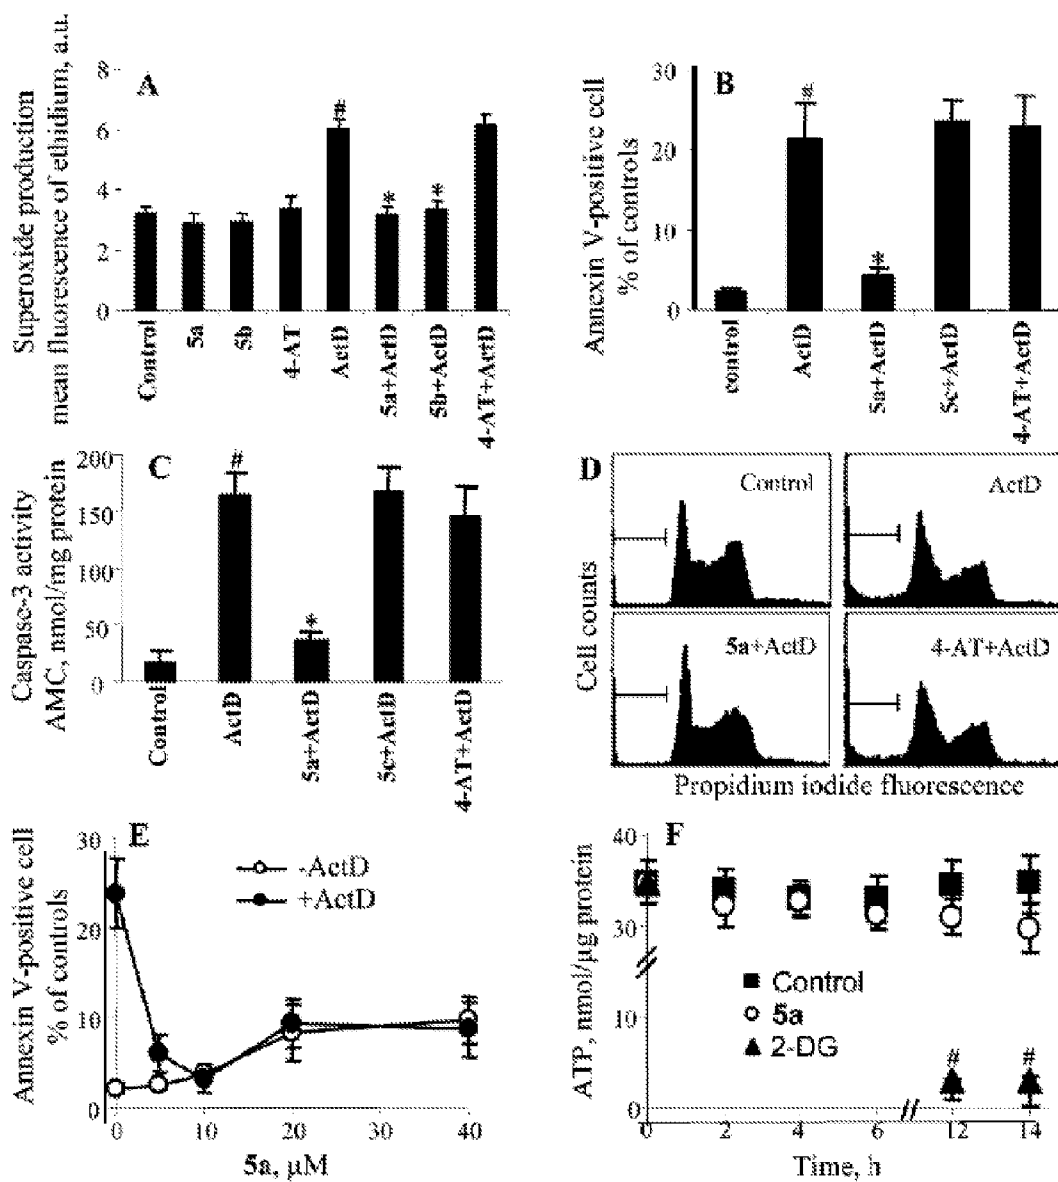 Superoxide production
mean fluorescence of ethidium, a.u.
A
8
6
4
2
0
#
*
*
Control
5a
5b
4-AT
ActD
5a+ActD
5b+ActD
4-AT+ActD
Annexin V-positive cell
% of controls
B
30
20
10
0
*
control
ActD
5a+ActD
5c+ActD
4-AT+ActD
Caspase-3 activity
AMC, nmol/mg protein
C
200
150
100
50
0
#
*
Control
ActD
5a+ActD
5c+ActD
4-AT+ActD
D
Cell counts
Control
ActD
5a+ActD
4-AT+ActD
Propidium iodide fluorescence
Annexin V-positive cell
% of controls
E
30
20
10
0
-ActD
+ActD
0 10 20 30 40
5a, μM
ATP, nmol/μg protein
F
40
30
10
0
Control
5a
2-DG
# #
0 2 4 6 12 14
Time, h